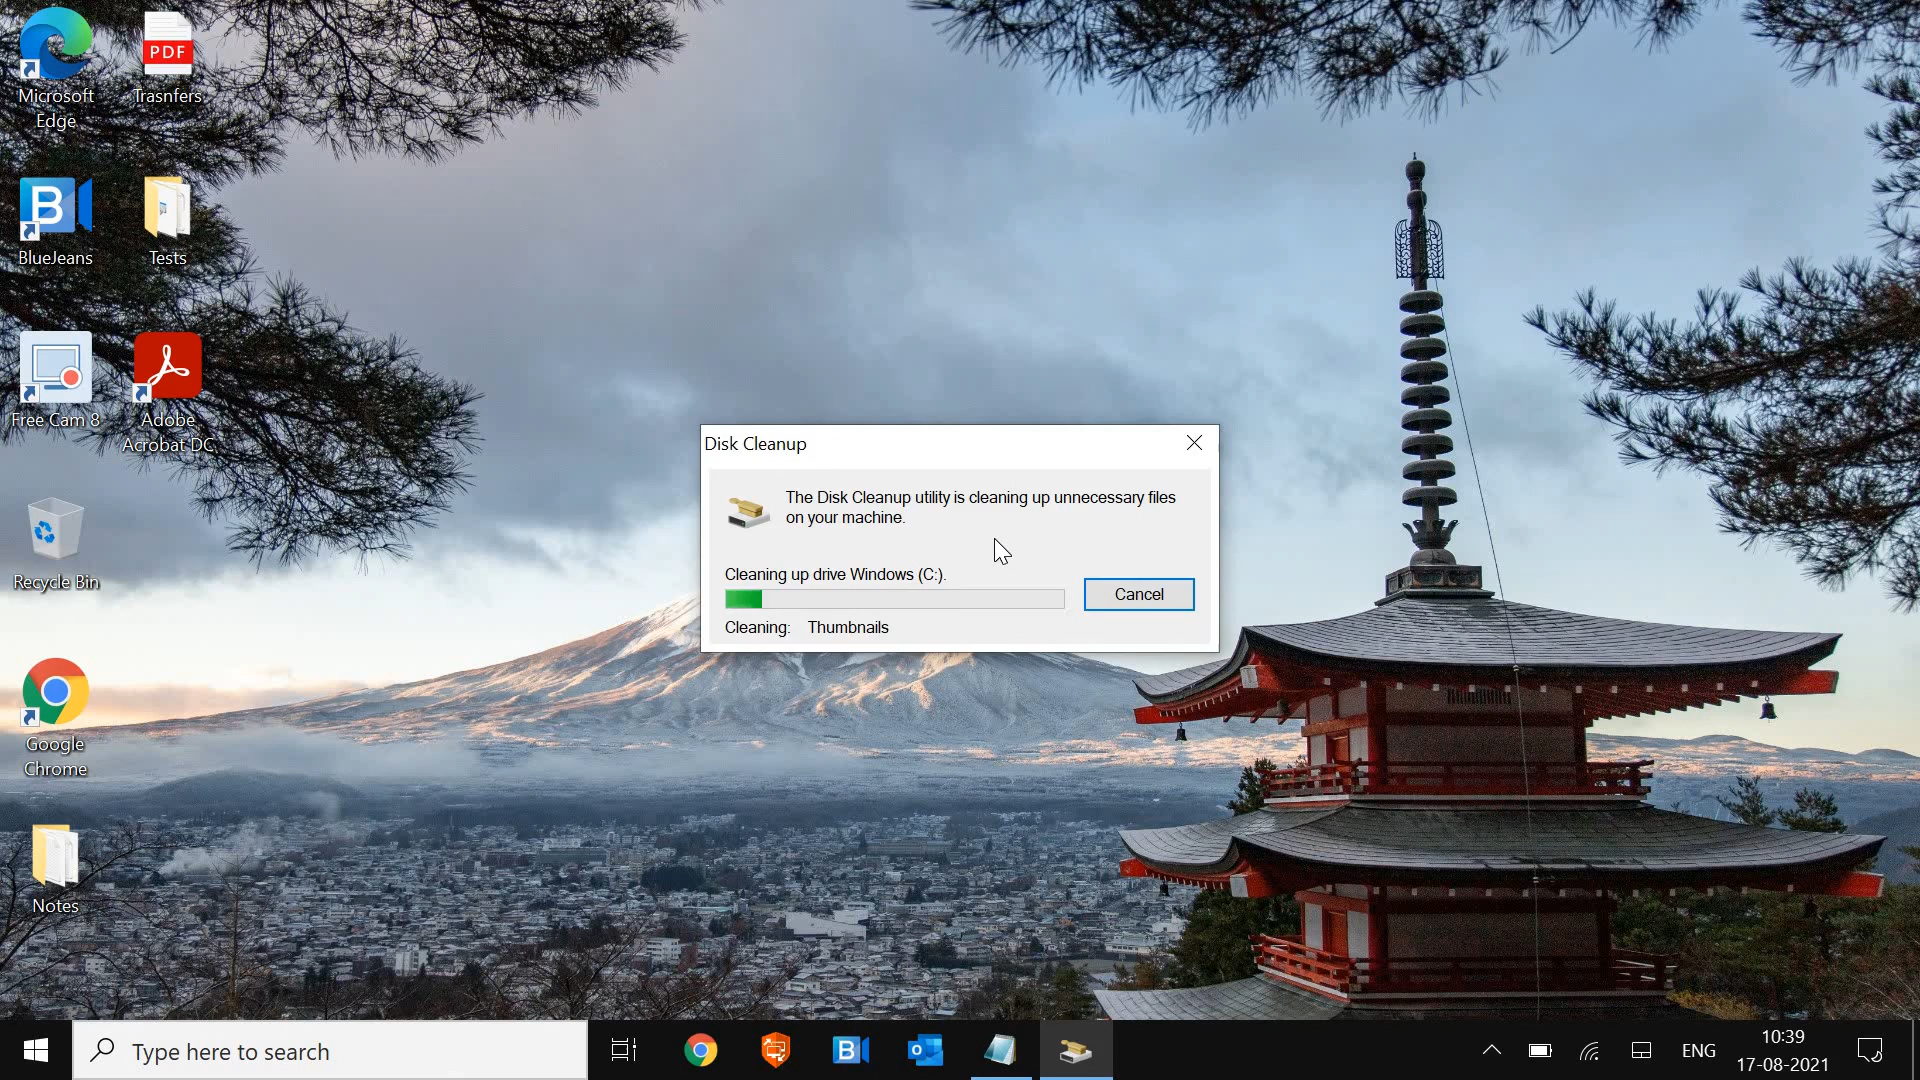 Microsoft
Edge
PDF
Trasnfers
B
BlueJeans
Tests
Free Cam 8
Adobe
Acrobat DC
Recycle Bin
Google
Chrome
Notes
Disk Cleanup
The Disk Cleanup utility is cleaning up unnecessary files
on your machine.
Cleaning up drive Windows (C:).
Cancel
Cleaning: Thumbnails
Type here to search
B
o
ENG
10:39
17-08-2021